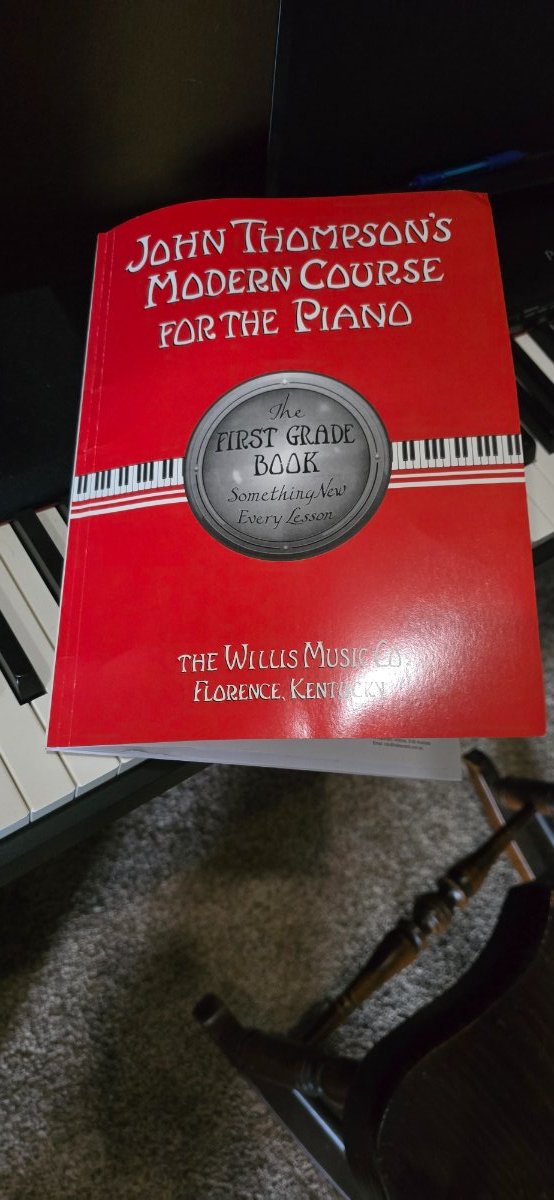 JOHN THOMPSON'S
MODERN COURSE
FOR THE PIANO
The
FIRST GRADE
BOOK
Something New
Every Lesson
THE WILLIS MUSIC CO.
FLORENCE, KENTUCKY